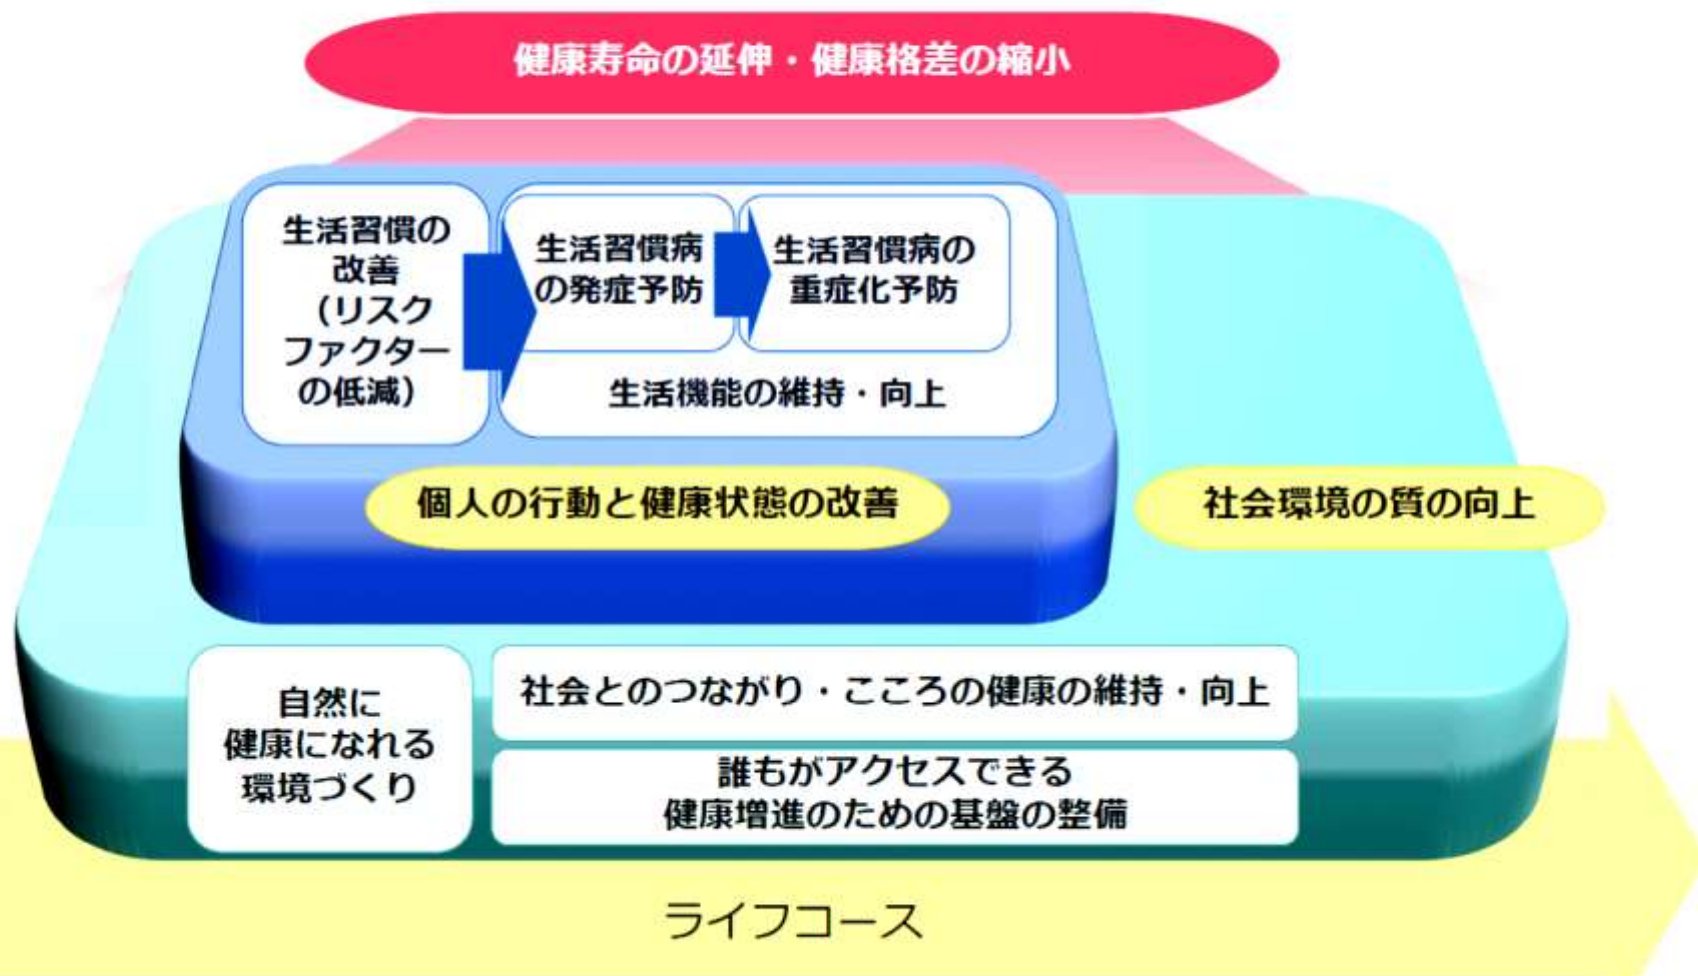 健康寿命の延伸・健康格差の縮小
生活習慣の
改善
（リスク
ファクター
の低減）
生活習慣病
の発症予防
生活習慣病の
重症化予防
生活機能の維持・向上
個人の行動と健康状態の改善
社会環境の質の向上
自然に
健康になれる
環境づくり
社会とのつながり・こころの健康の維持・向上
誰もがアクセスできる
健康増進のための基盤の整備
ライフコース